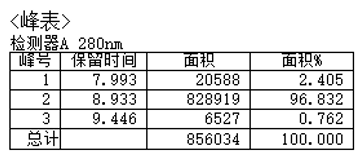 <峰表>
检测器A 280nm
峰号 保留时间 面积 面积%
1 7.993 20588 2.405
2 8.933 828919 96.832
3 9.446 6527 0.762
总计 856034 100.000